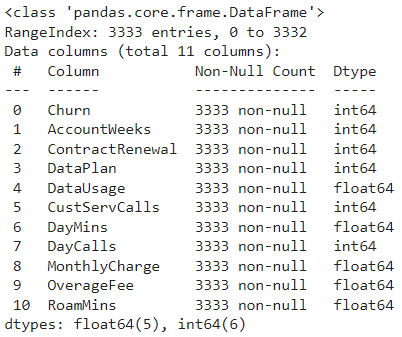 <class 'pandas.core.frame.DataFrame'>
RangeIndex: 3333 entries, 0 to 3332
Data columns (total 11 columns):
 #   Column           Non-Null Count  Dtype
---  ------           --------------  -----
 0   Churn            3333 non-null   int64
 1   AccountWeeks     3333 non-null   int64
 2   ContractRenewal  3333 non-null   int64
 3   DataPlan         3333 non-null   int64
 4   DataUsage        3333 non-null   float64
 5   CustServCalls    3333 non-null   int64
 6   DayMins          3333 non-null   float64
 7   DayCalls         3333 non-null   int64
 8   MonthlyCharge    3333 non-null   float64
 9   OverageFee       3333 non-null   float64
 10  RoamMins         3333 non-null   float64
dtypes: float64(5), int64(6)